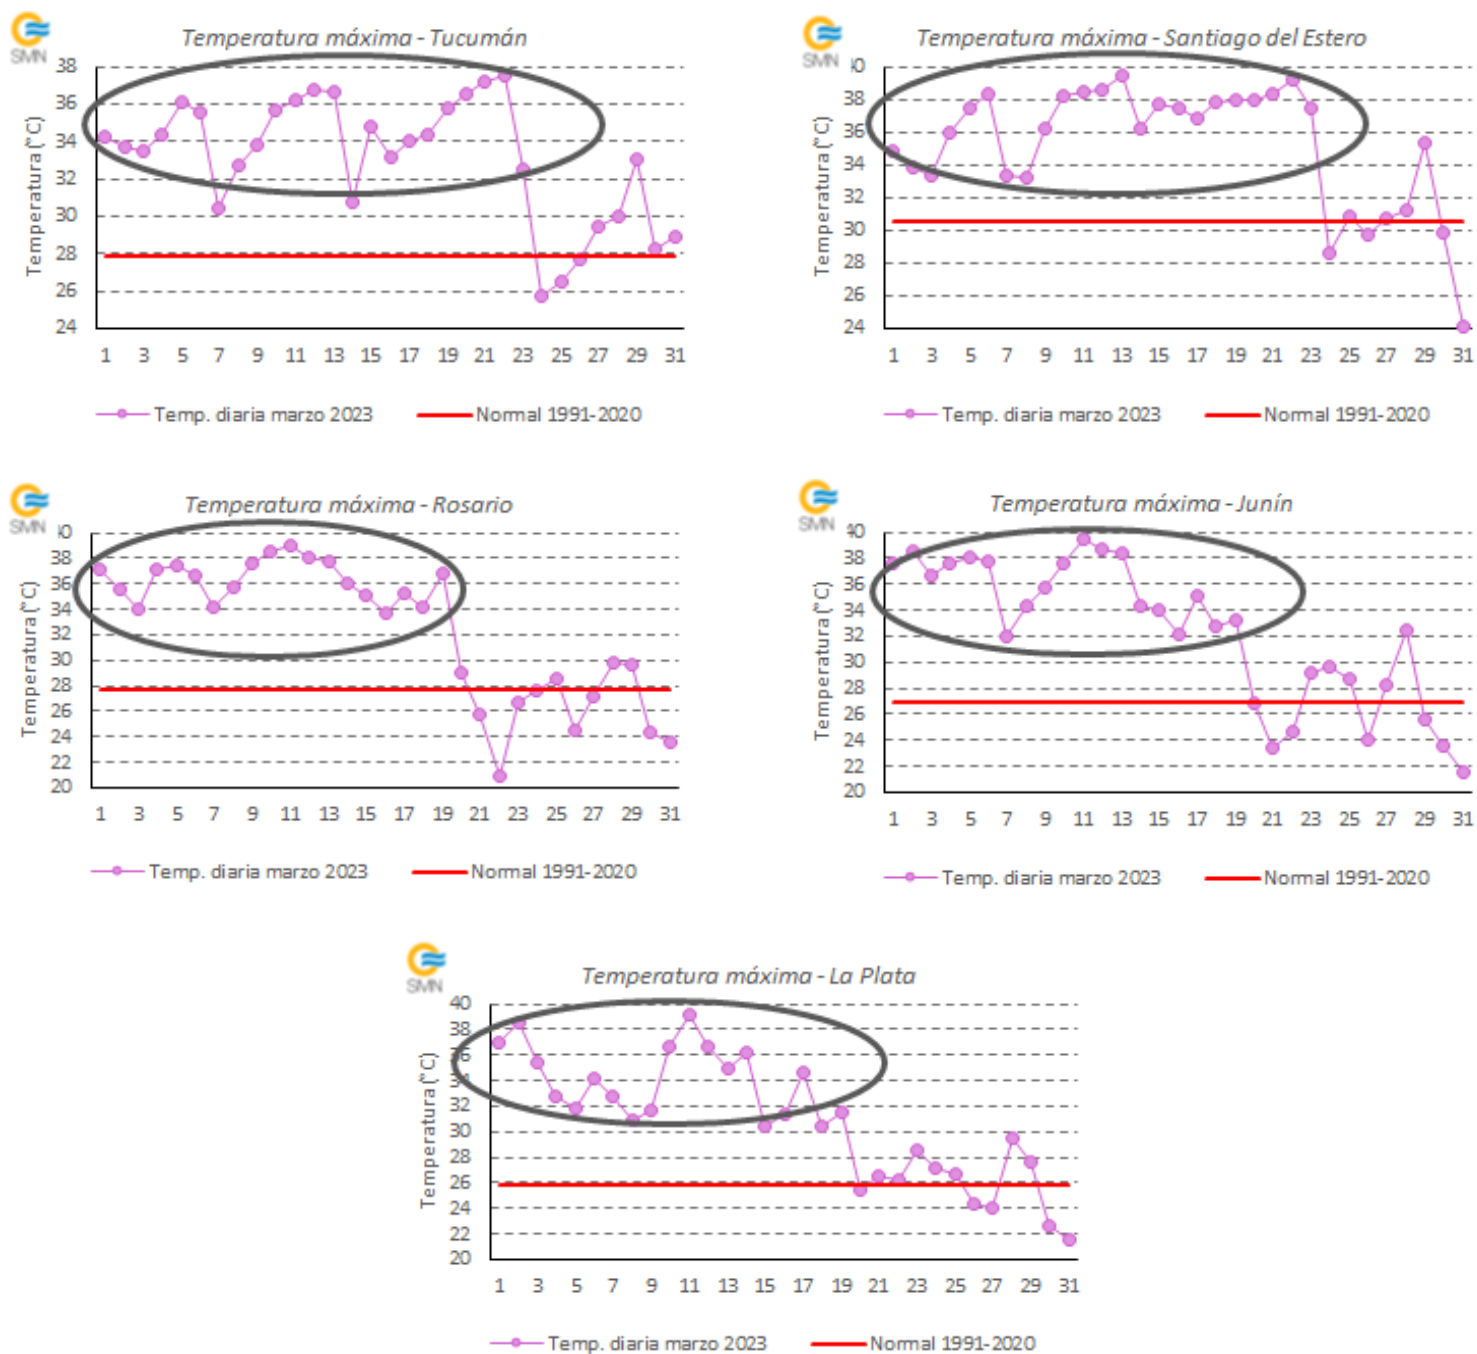 SMN
Temperatura máxima - Tucumán
Temperatura (°C)
38
36
34
32
30
28
26
24
1 3 5 7 9 11 13 15 17 19 21 23 25 27 29 31
Temp. diaria marzo 2023 Normal 1991-2020
SMN
Temperatura máxima - Santiago del Estero
Temperatura (°C)
40
38
36
34
32
30
28
26
24
1 3 5 7 9 11 13 15 17 19 21 23 25 27 29 31
Temp. diaria marzo 2023 Normal 1991-2020
SMN
Temperatura máxima - Rosario
Temperatura (°C)
40
38
36
34
32
30
28
26
24
22
20
1 3 5 7 9 11 13 15 17 19 21 23 25 27 29 31
Temp. diaria marzo 2023 Normal 1991-2020
SMN
Temperatura máxima - Junín
Temperatura (°C)
40
38
36
34
32
30
28
26
24
22
20
1 3 5 7 9 11 13 15 17 19 21 23 25 27 29 31
Temp. diaria marzo 2023 Normal 1991-2020
SMN
Temperatura máxima - La Plata
Temperatura (°C)
40
38
36
34
32
30
28
26
24
22
20
1 3 5 7 9 11 13 15 17 19 21 23 25 27 29 31
Temp. diaria marzo 2023 Normal 1991-2020